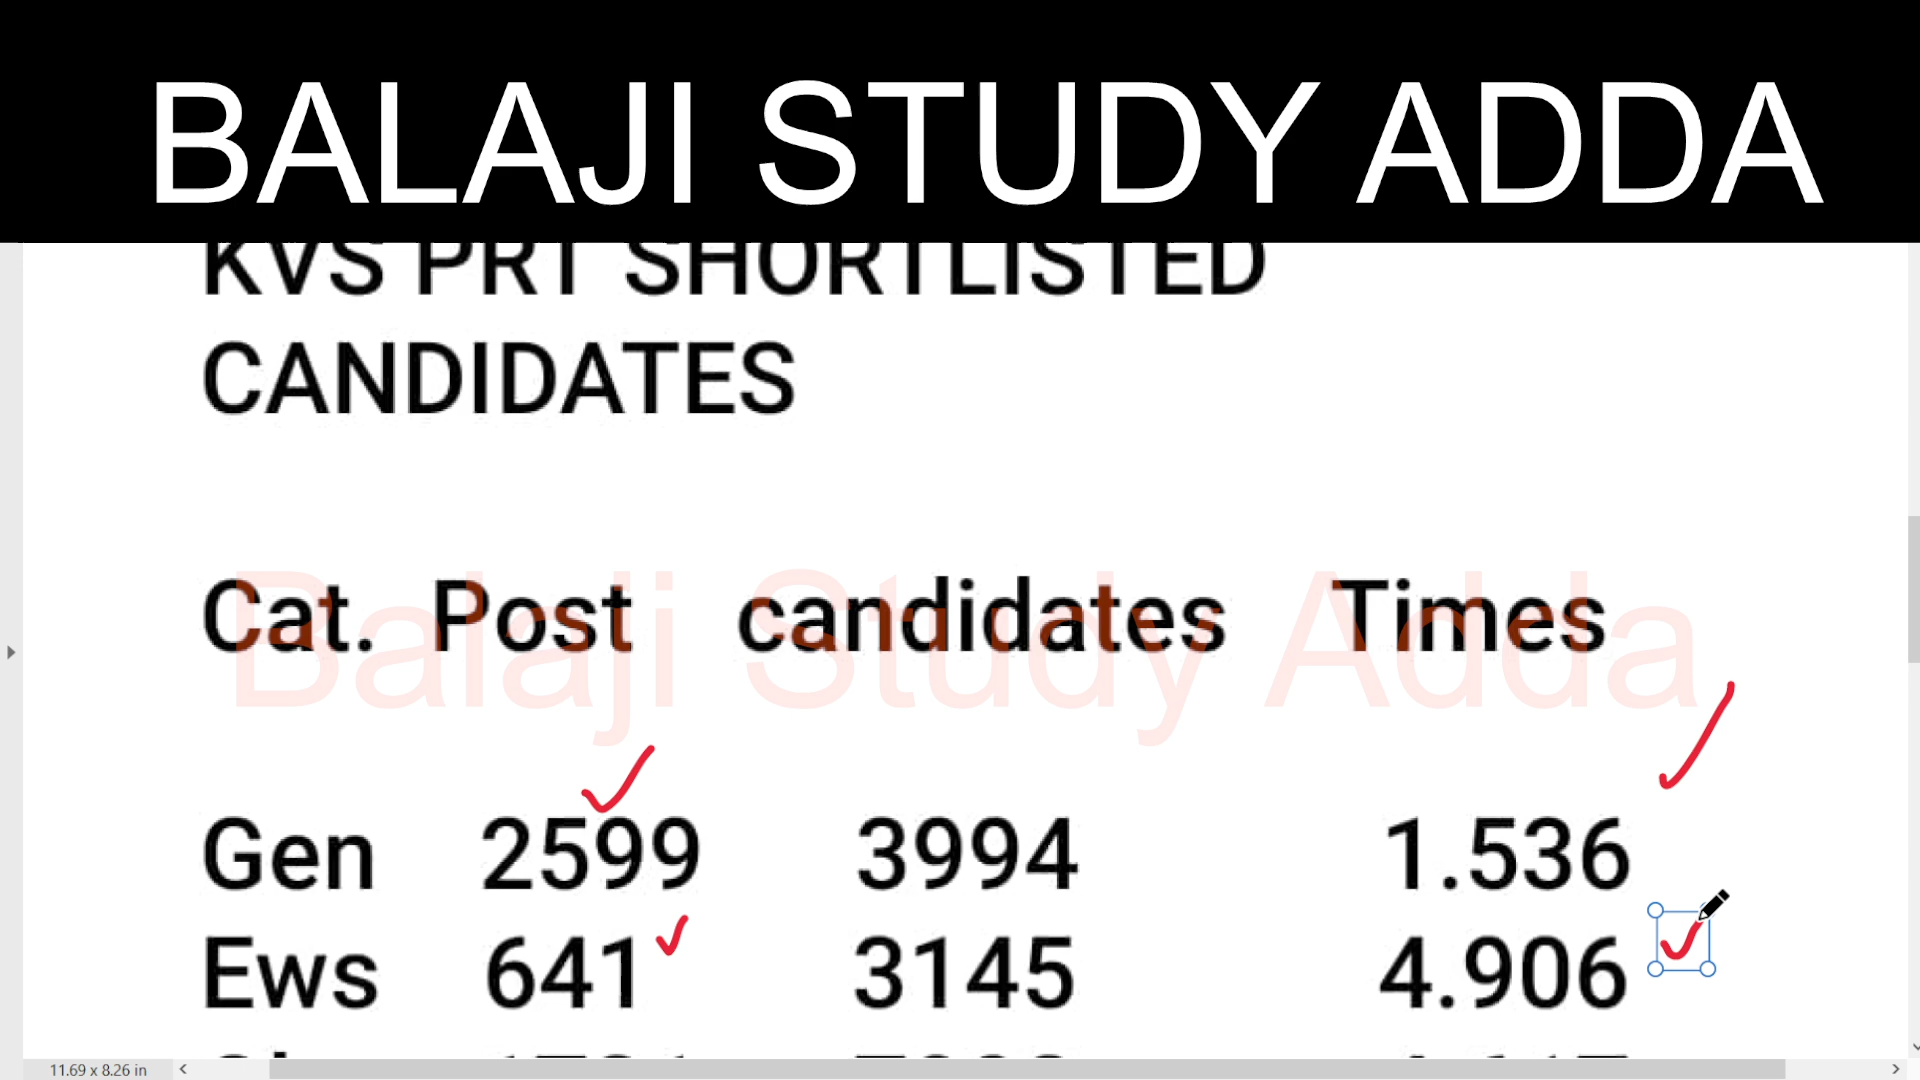 BALAJI STUDY ADDA
KVS PRT SHORTLISTED
CANDIDATES
Cat. Post candidates Times
Balaji Study Adda
Gen 2599 3994 1.536
Ews 641 3145 4.906
11.69 x 8.26 in